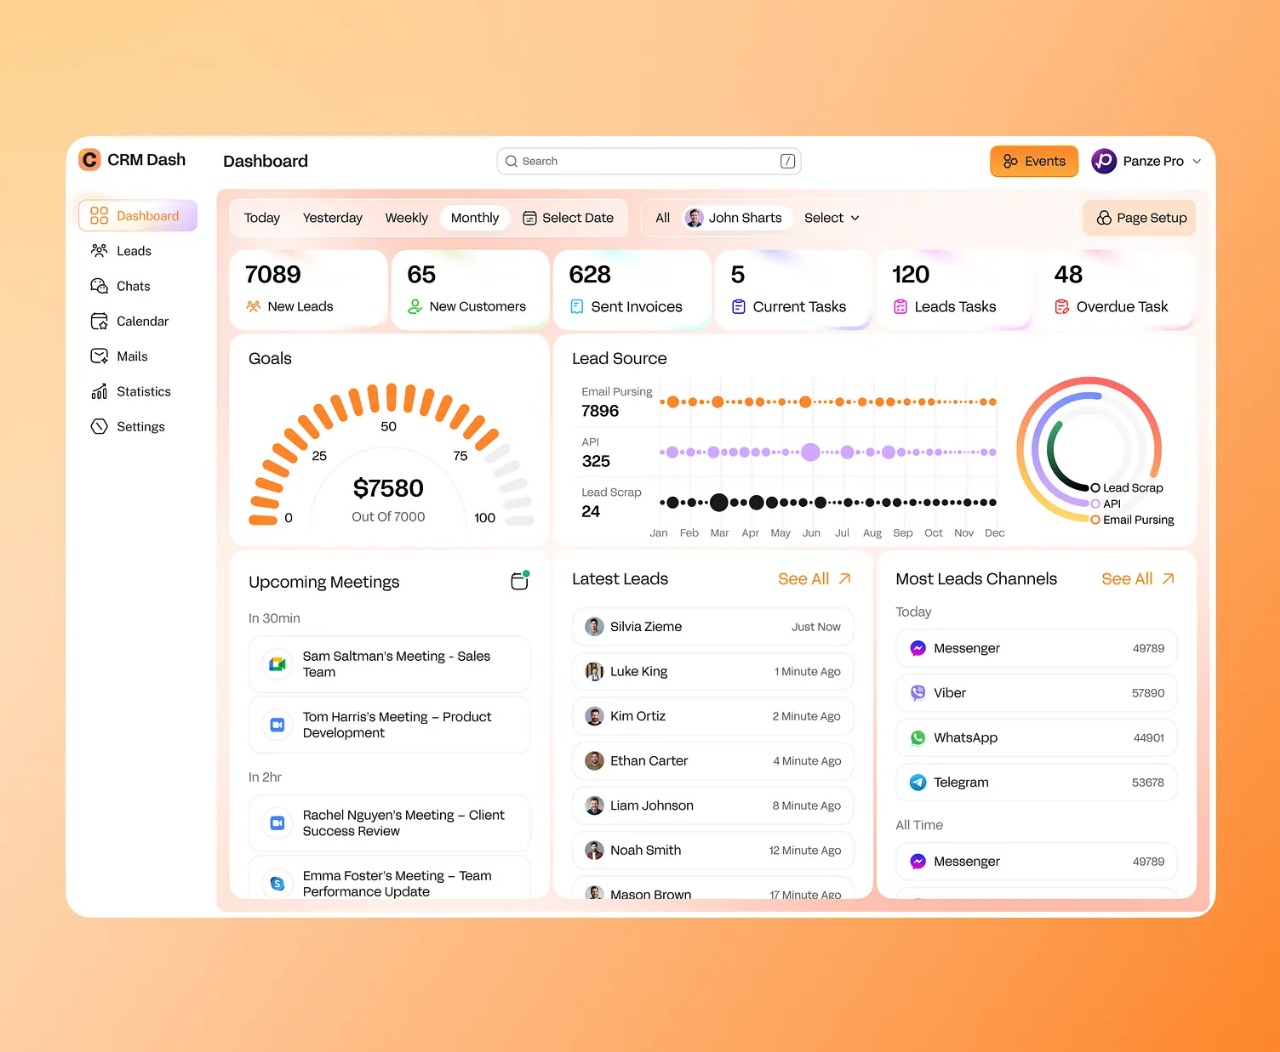 C CRM Dash
Dashboard
Search
/
Events
Panze Pro
Dashboard
Leads
Chats
Calendar
Mails
Statistics
Settings
Today
Yesterday
Weekly
Monthly
Select Date
All
John Sharts
Select
Page Setup
7089
New Leads
65
New Customers
628
Sent Invoices
5
Current Tasks
120
Leads Tasks
48
Overdue Task
Goals
50
25
75
$7580
0
Out Of 7000
100
Lead Source
Email Pursing
7896
API
325
Lead Scrap
24
Jan Feb Mar Apr May Jun Jul Aug Sep Oct Nov Dec
Lead Scrap
API
Email Pursing
Upcoming Meetings
In 30min
Sam Saltman's Meeting - Sales
Team
Tom Harris's Meeting – Product
Development
In 2hr
Rachel Nguyen's Meeting – Client
Success Review
Emma Foster's Meeting – Team
Performance Update
Latest Leads
See All
Silvia Zieme Just Now
Luke King 1 Minute Ago
Kim Ortiz 2 Minute Ago
Ethan Carter 4 Minute Ago
Liam Johnson 8 Minute Ago
Noah Smith 12 Minute Ago
Mason Brown 17 Minute Ago
Most Leads Channels
See All
Today
Messenger 49789
Viber 57890
WhatsApp 44901
Telegram 53678
All Time
Messenger 49789